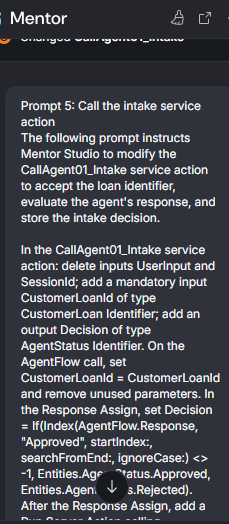 Mentor
Changed CallAgent01_Intake
Prompt 5: Call the intake service
action
The following prompt instructs
Mentor Studio to modify the
CallAgent01_Intake service action
to accept the loan identifier,
evaluate the agent's response, and
store the intake decision.
In the CallAgent01_Intake service
action: delete inputs UserInput and
SessionId; add a mandatory input
CustomerLoanId of type
CustomerLoan Identifier; add an
output Decision of type
AgentStatus Identifier. On the
AgentFlow call, set
CustomerLoanId = CustomerLoanId
and remove unused parameters. In
the Response Assign, set Decision
= If(Index(AgentFlow.Response,
"Approved", startIndex:,
searchFromEnd:, ignoreCase:) <>
-1, Entities.AgentStatus.Approved,
Entities.Agen s.Rejected).
After the Response Assign, add a
Run Server Action calling